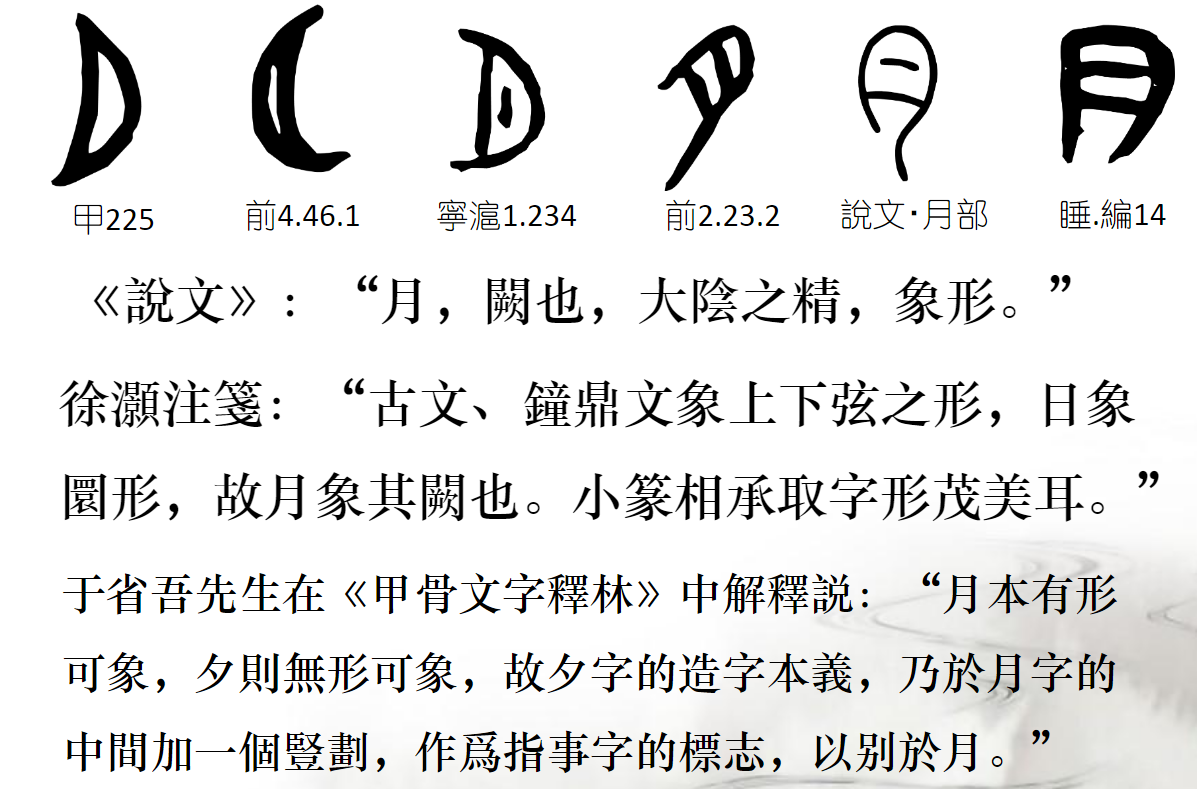 甲225 前4.46.1 寧滬1.234 前2.23.2 說文·月部 睡.編14
《說文》：“月，闕也，大陰之精，象形。”
徐灝注箋：“古文、鐘鼎文象上下弦之形，日象
圜形，故月象其闕也。小篆相承取字形茂美耳。”
于省吾先生在《甲骨文字釋林》中解釋説：“月本有形
可象，夕則無形可象，故夕字的造字本義，乃於月字的
中間加一個豎劃，作爲指事字的標志，以别於月。”